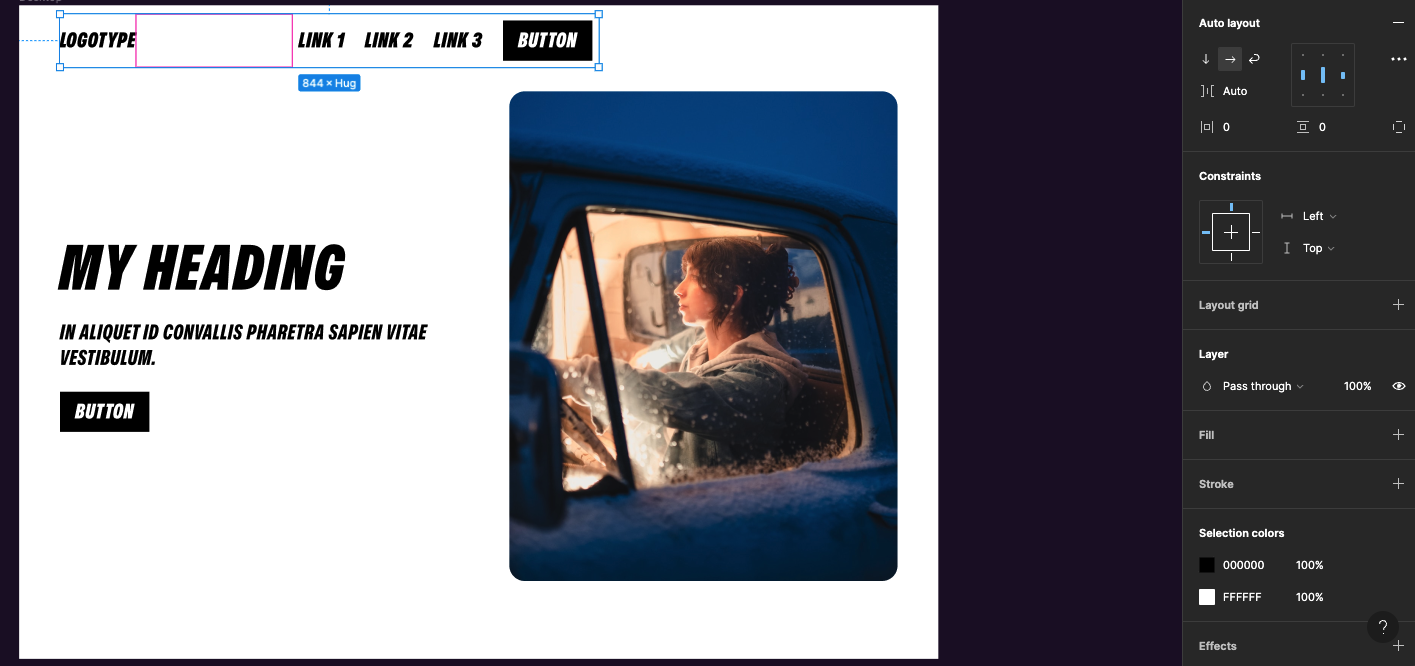 LOGOTYPE LINK 1 LINK 2 LINK 3 BUTTON
844 × Hug
MY HEADING
IN ALIQUET ID CONVALLIS PHARETRA SAPIEN VITAE
VESTIBULUM.
BUTTON
Auto layout
Auto
0 0
Constraints
Left
Top
Layout grid
Layer
Pass through 100%
Fill
Stroke
Selection colors
000000 100%
FFFFFF 100%
?
Effects